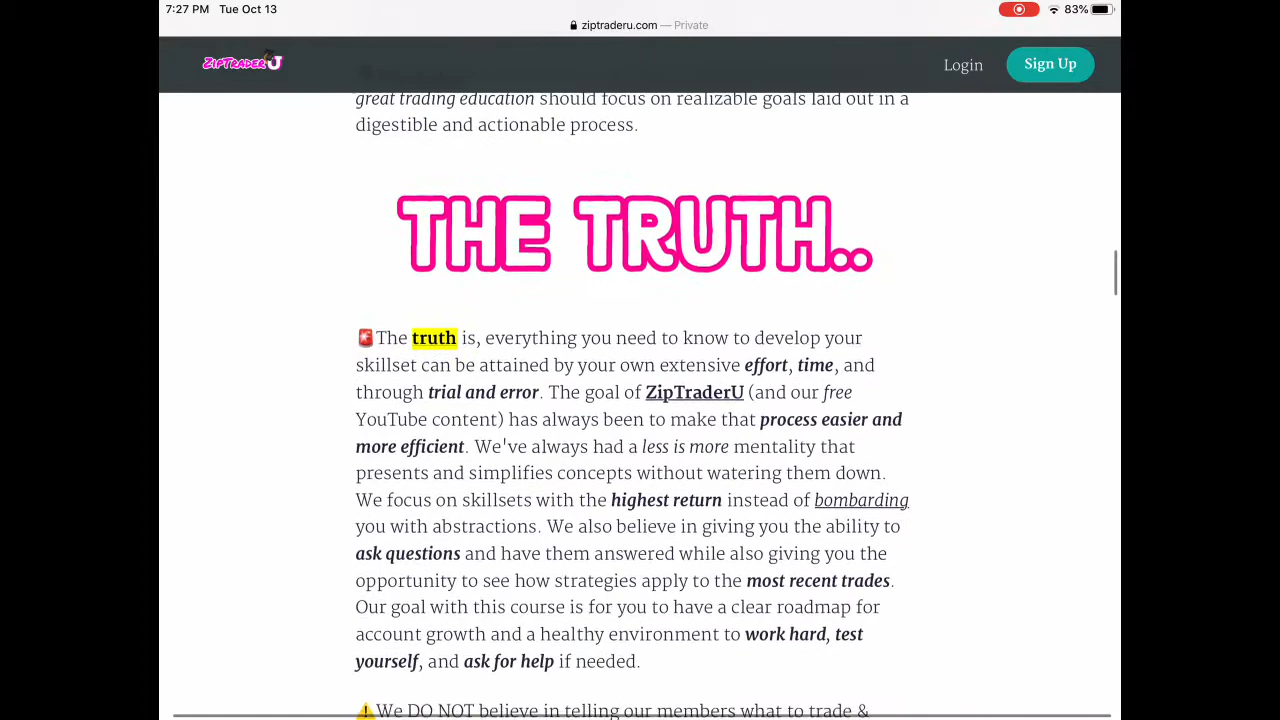 7:27 PM Tue Oct 13
83%
ziptraderu.com — Private
ZIPTRADERU
Login
Sign Up
great trading education should focus on realizable goals laid out in a
digestible and actionable process.
THE TRUTH..
🚨The truth is, everything you need to know to develop your
skillset can be attained by your own extensive effort, time, and
through trial and error. The goal of ZipTraderU (and our free
YouTube content) has always been to make that process easier and
more efficient. We've always had a less is more mentality that
presents and simplifies concepts without watering them down.
We focus on skillsets with the highest return instead of bombarding
you with abstractions. We also believe in giving you the ability to
ask questions and have them answered while also giving you the
opportunity to see how strategies apply to the most recent trades.
Our goal with this course is for you to have a clear roadmap for
account growth and a healthy environment to work hard, test
yourself, and ask for help if needed.
⚠️We DO NOT believe in telling our members what to trade &